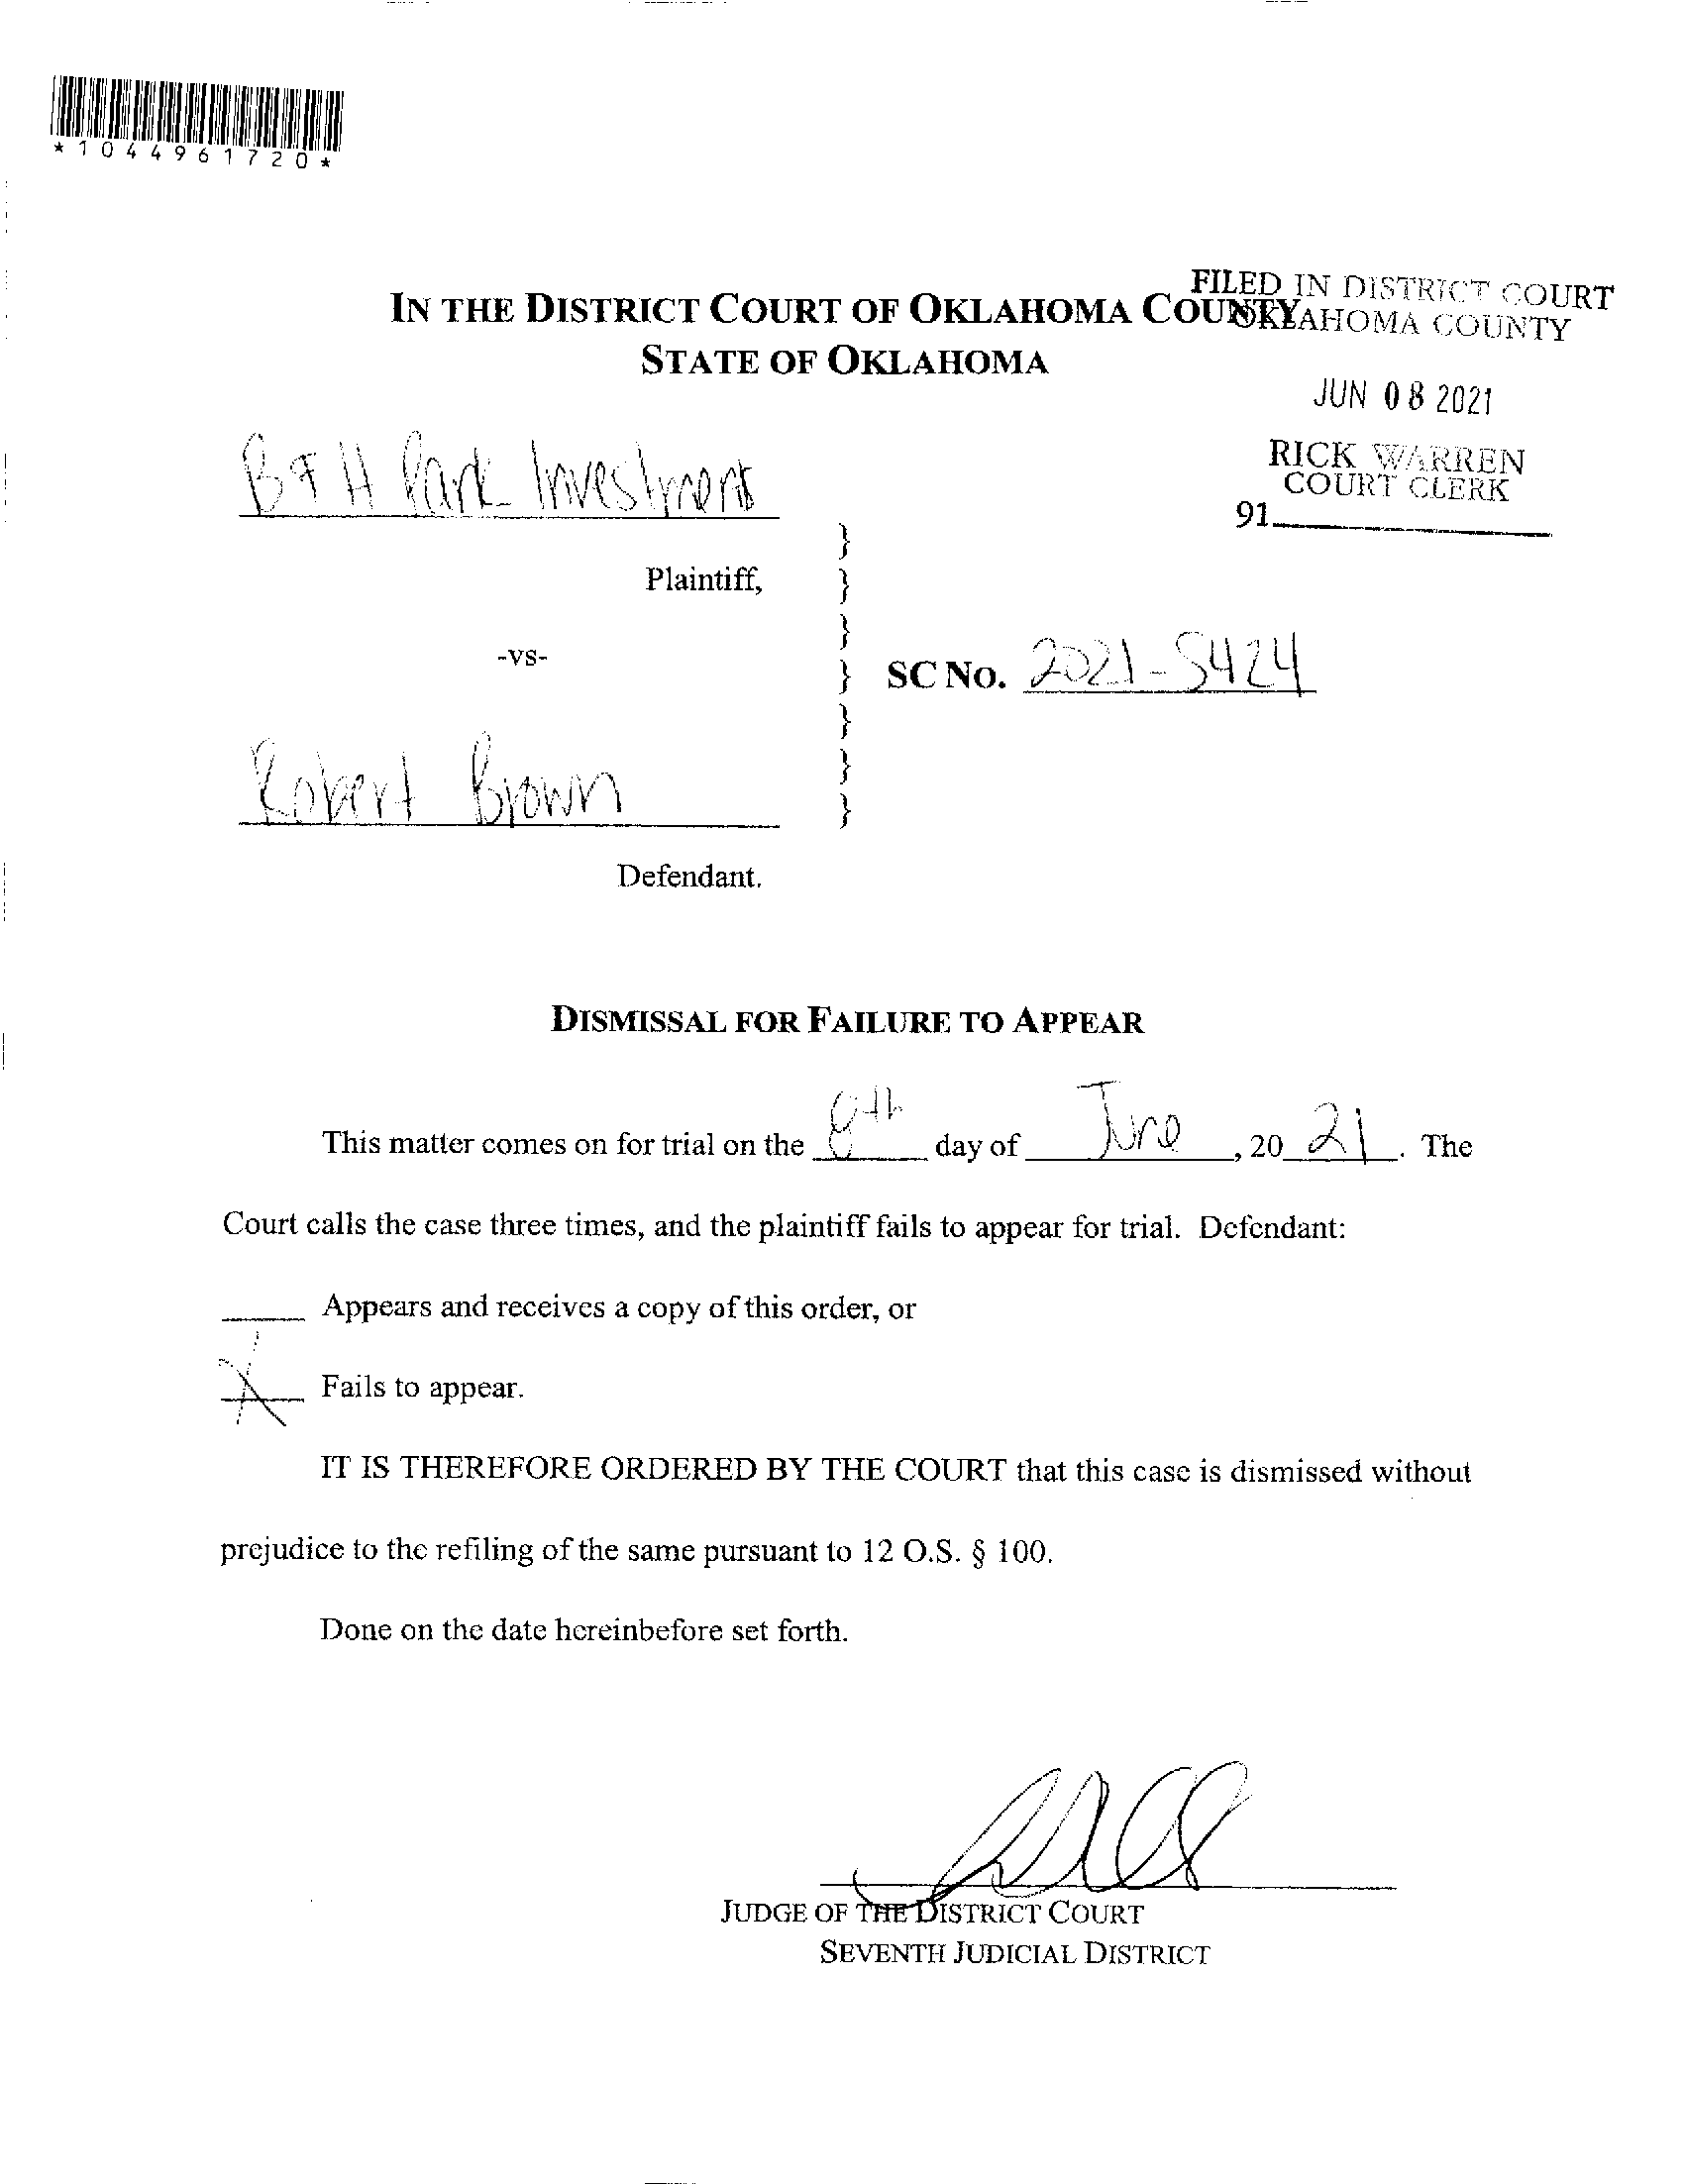 *1044961720*
FILED IN DISTRICT COURT
OKLAHOMA COUNTY
IN THE DISTRICT COURT OF OKLAHOMA COUNTY
STATE OF OKLAHOMA
JUN 08 2021
RICK WARREN
COURT CLERK
91
B & H Park Investment
}
Plaintiff, }
}
-vs-
} SC NO. 2021-5424
}
}
Robert Brown }
Defendant.
DISMISSAL FOR FAILURE TO APPEAR
This matter comes on for trial on the 8th day of June, 20 21. The
Court calls the case three times, and the plaintiff fails to appear for trial. Defendant:
Appears and receives a copy of this order, or
X Fails to appear.
IT IS THEREFORE ORDERED BY THE COURT that this case is dismissed without
prejudice to the refiling of the same pursuant to 12 O.S. § 100.
Done on the date hereinbefore set forth.
JUDGE OF THE DISTRICT COURT
SEVENTH JUDICIAL DISTRICT